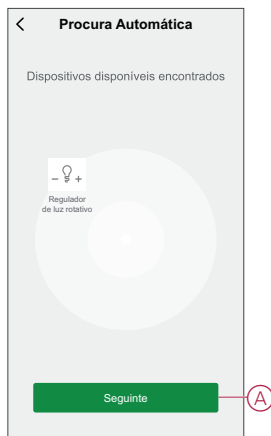 Procura Automática
Dispositivos disponíveis encontrados
Regulador
de luz rotativo
Seguinte
A